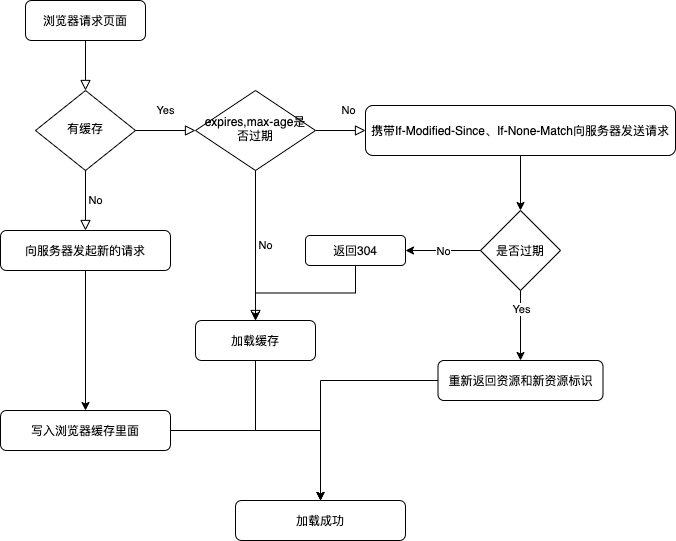 浏览器请求页面
有缓存
Yes
expires,max-age是
否过期
No
携带If-Modified-Since、If-None-Match向服务器发送请求
No
向服务器发起新的请求
No
返回304
No
是否过期
Yes
加载缓存
重新返回资源和新资源标识
写入浏览器缓存里面
加载成功